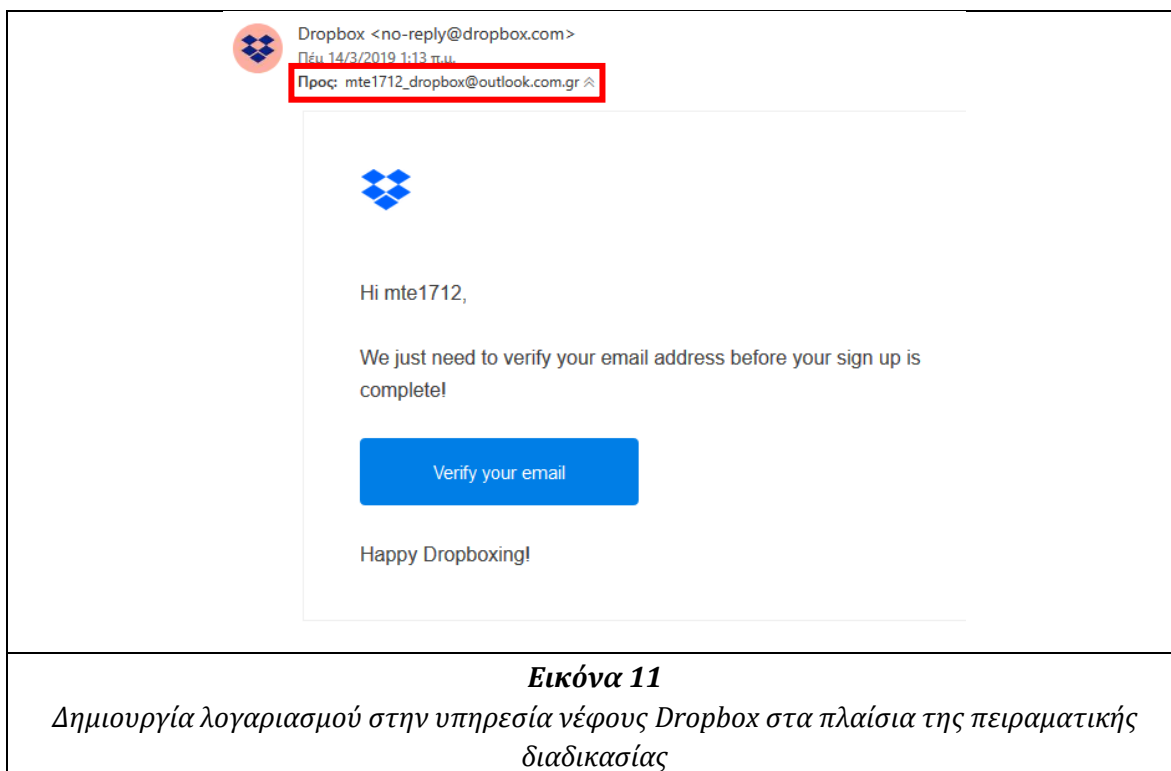 Dropbox <no-reply@dropbox.com>
Πέμ 14/3/2019 1:13 π.μ.
Προς: mte1712_dropbox@outlook.com.gr
Hi mte1712,
We just need to verify your email address before your sign up is
complete!
Verify your email
Happy Dropboxing!
Εικόνα 11
Δημιουργία λογαριασμού στην υπηρεσία νέφους Dropbox στα πλαίσια της πειραματικής
διαδικασίας